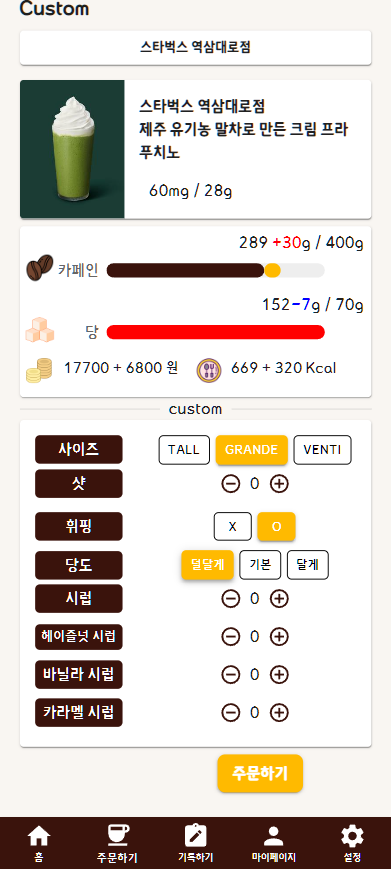 Custom
스타벅스 역삼대로점
스타벅스 역삼대로점
제주 유기농 말차로 만든 크림 프라
푸치노
60mg / 28g
289 +30g / 400g
카페인
152-7g / 70g
당
17700 + 6800 원
669 + 320 Kcal
custom
사이즈 TALL GRANDE VENTI
샷 0
휘핑 X O
당도 덜달게 기본 달게
시럽 0
헤이즐넛 시럽 0
바닐라 시럽 0
카라멜 시럽 0
주문하기
홈 주문하기 기록하기 마이페이지 설정